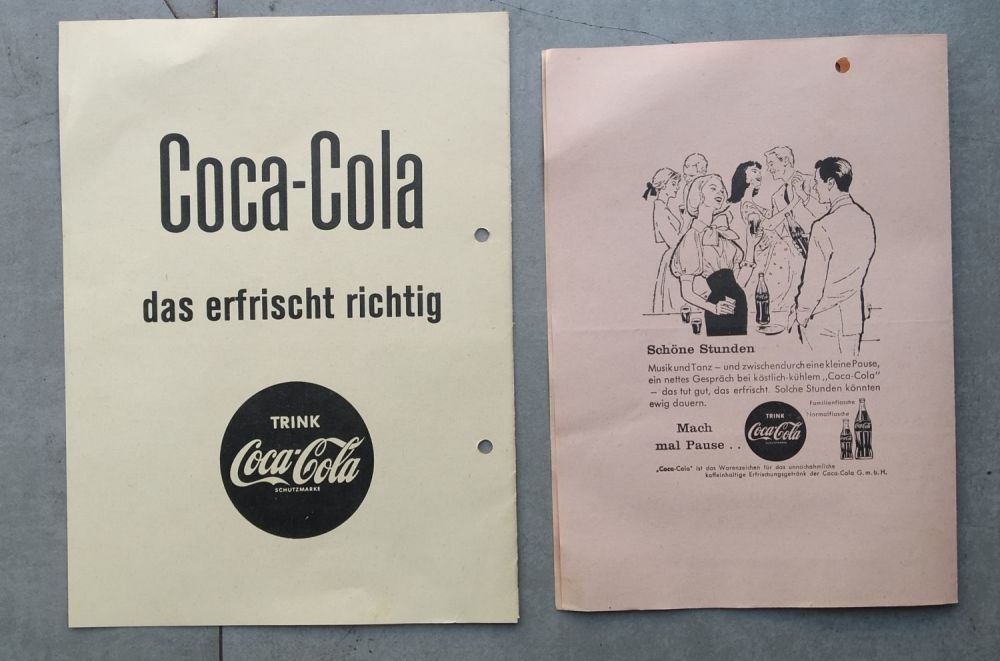 Coca-Cola
das erfrischt richtig
TRINK
Coca-Cola
SCHUTZMARKE
Schöne Stunden
Musik und Tanz – und zwischendurch eine kleine Pause,
ein nettes Gespräch bei köstlich-kühlem „Coca-Cola"
– das tut gut, das erfrischt. Solche Stunden könnten
ewig dauern.
Familienflasche
Normalflasche
Mach
mal Pause . .
TRINK
Coca-Cola
SCHUTZMARKE
„Coca-Cola" ist das Warenzeichen für das unnachahmliche
koffeinhaltige Erfrischungsgetränk der Coca-Cola G.m.b.H.